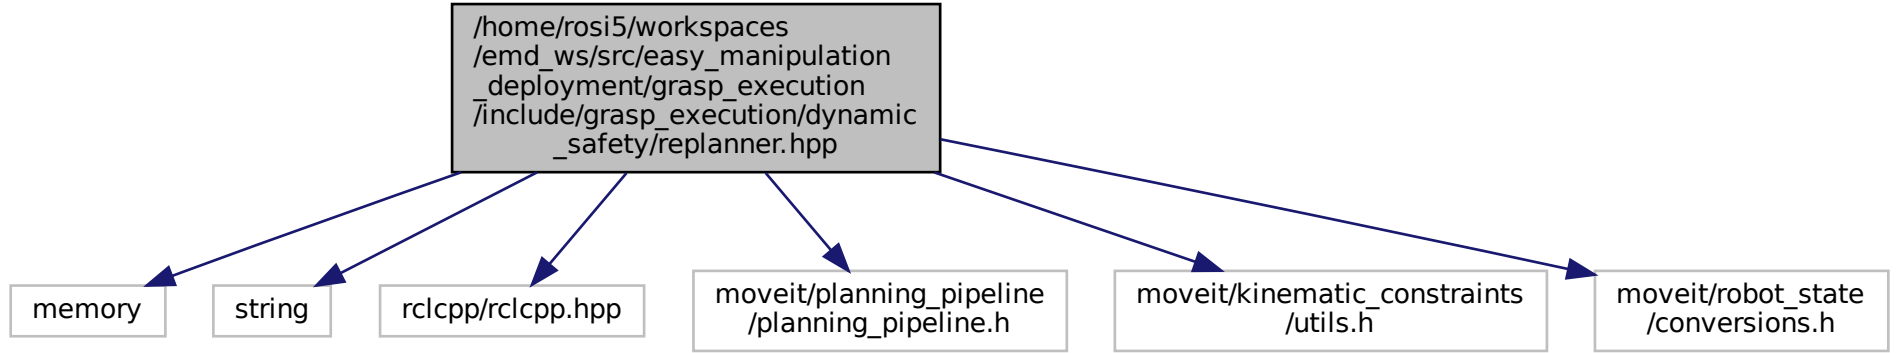 /home/rosi5/workspaces
/emd_ws/src/easy_manipulation
_deployment/grasp_execution
/include/grasp_execution/dynamic
_safety/replanner.hpp
memory
string
rclcpp/rclcpp.hpp
moveit/planning_pipeline
/planning_pipeline.h
moveit/kinematic_constraints
/utils.h
moveit/robot_state
/conversions.h